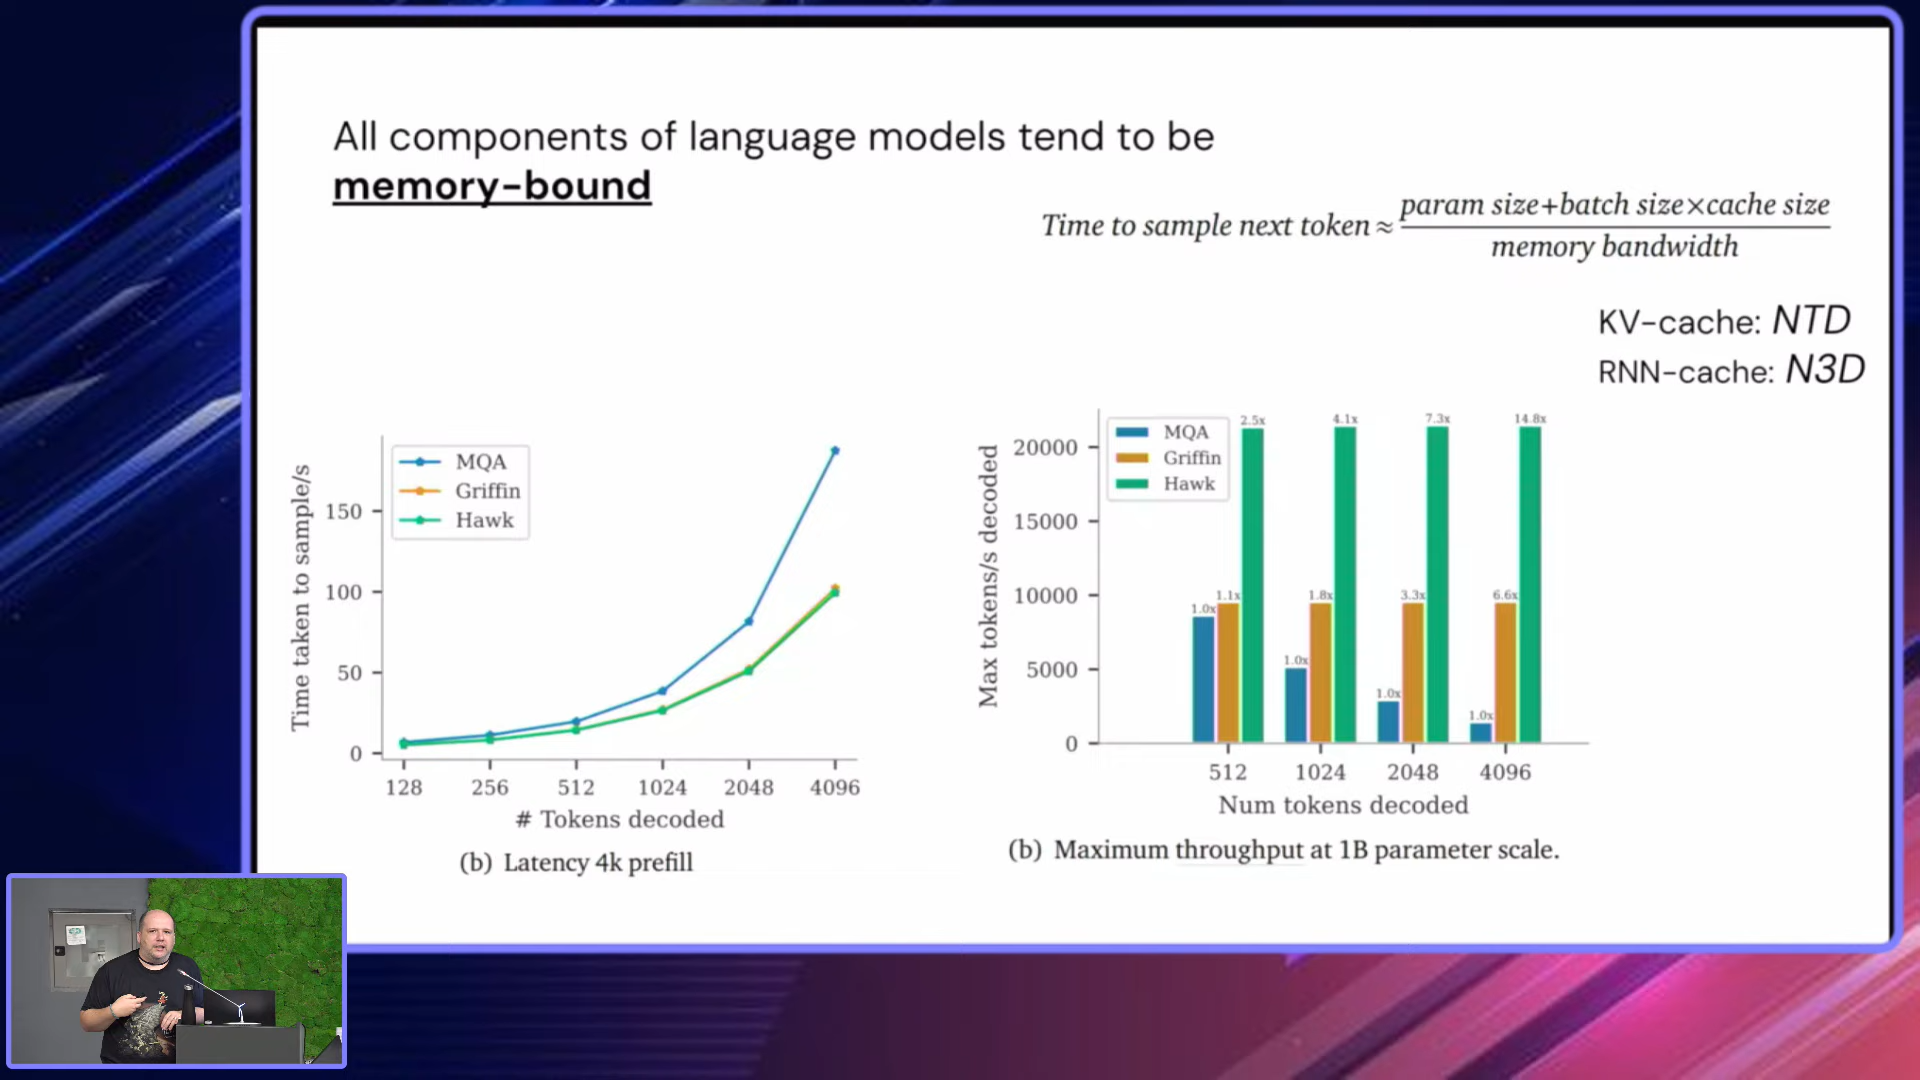 All components of language models tend to be
memory-bound
Time to sample next token ≈ param size+batch size×cache size
memory bandwidth
KV-cache: NTD
RNN-cache: N3D
MQA
Griffin
Hawk
Time taken to sample/s
150
100
50
0
128 256 512 1024 2048 4096
# Tokens decoded
(b) Latency 4k prefill
MQA
Griffin
Hawk
Max tokens/s decoded
20000
15000
10000
5000
0
1.0x 1.1x 2.5x
1.0x 1.8x 4.1x
1.0x 3.3x 7.3x
1.0x 6.6x 14.8x
512 1024 2048 4096
Num tokens decoded
(b) Maximum throughput at 1B parameter scale.